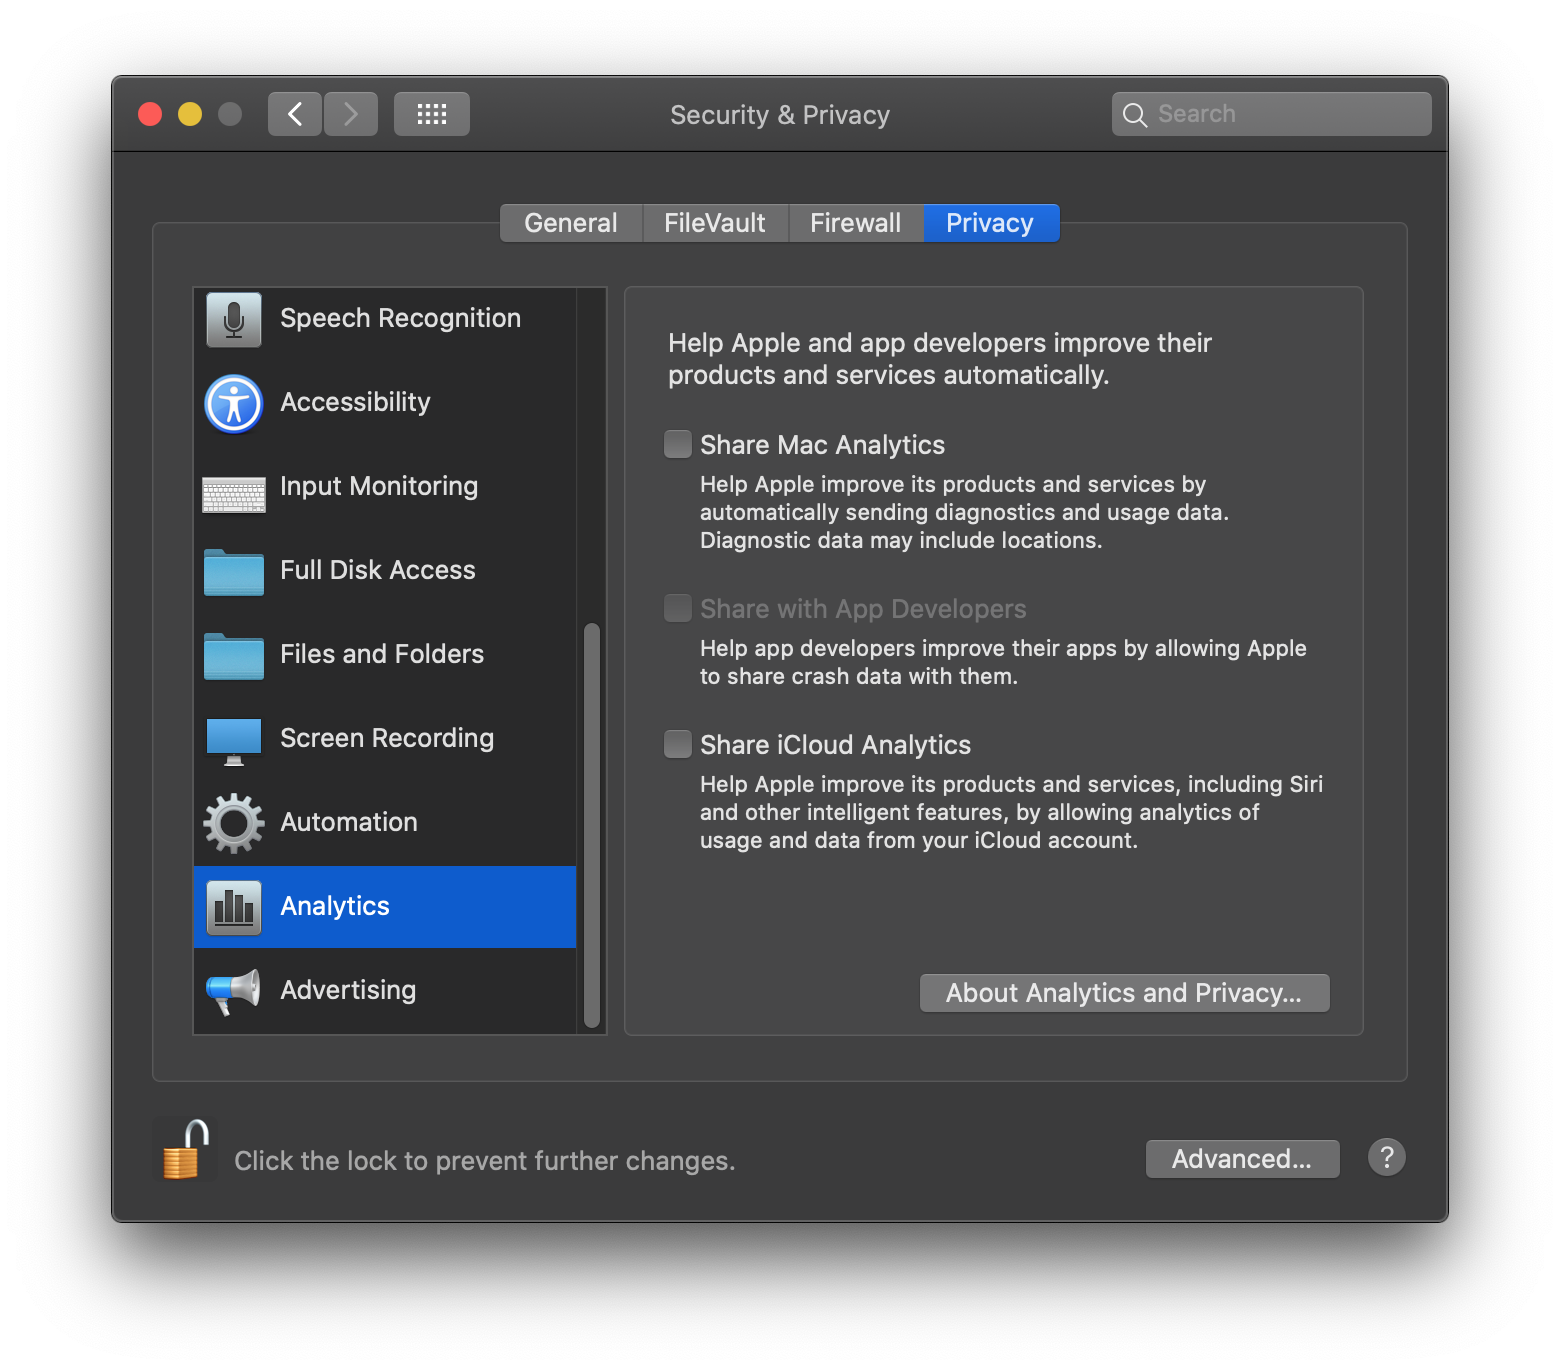 Security & Privacy
Search
General
FileVault
Firewall
Privacy
Speech Recognition
Accessibility
Input Monitoring
Full Disk Access
Files and Folders
Screen Recording
Automation
Analytics
Advertising
Help Apple and app developers improve their
products and services automatically.
Share Mac Analytics
Help Apple improve its products and services by
automatically sending diagnostics and usage data.
Diagnostic data may include locations.
Share with App Developers
Help app developers improve their apps by allowing Apple
to share crash data with them.
Share iCloud Analytics
Help Apple improve its products and services, including Siri
and other intelligent features, by allowing analytics of
usage and data from your iCloud account.
About Analytics and Privacy...
Click the lock to prevent further changes.
Advanced...
?